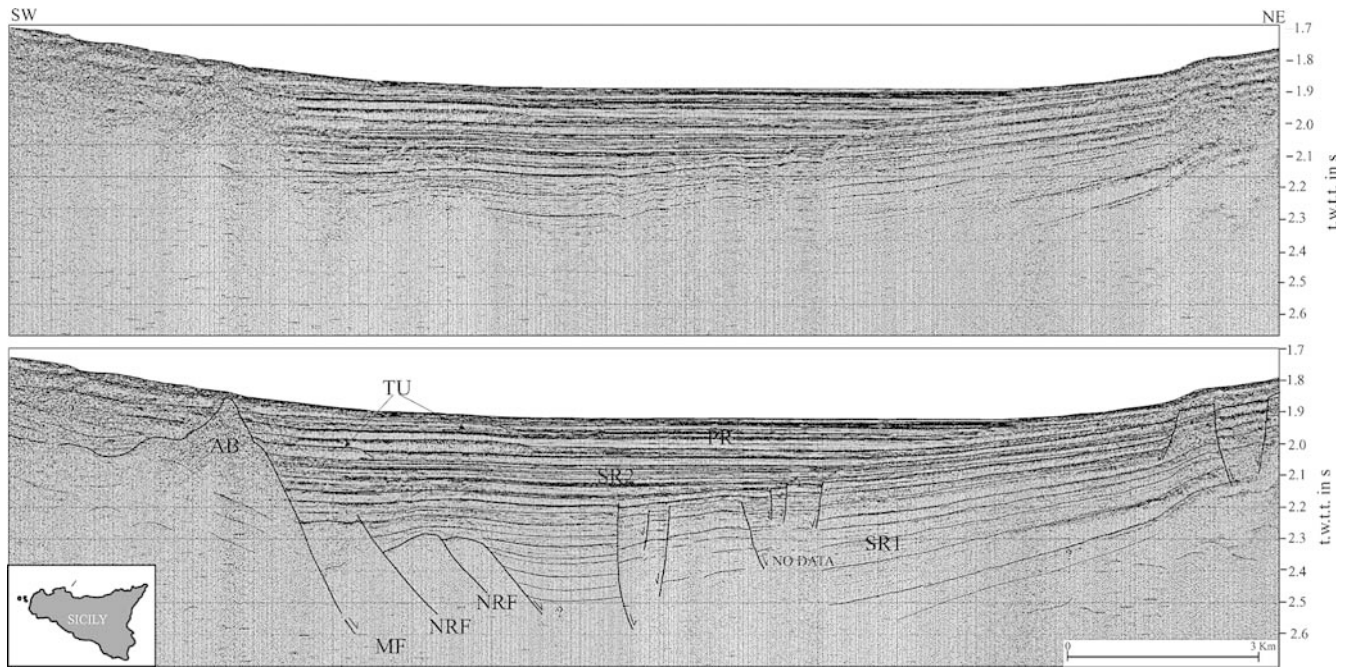 SW NE
1.7
1.8
1.9
2.0
2.1
2.2
2.3
2.4
2.5
2.6
t.w.t.t. in s
1.7
1.8
1.9
2.0
2.1
2.2
2.3
2.4
2.5
2.6
t.w.t.t. in s
TU
PR
AB
SR2
SR1
?
NO DATA
NRF
?
NRF
MF
SICILY
0 3 Km